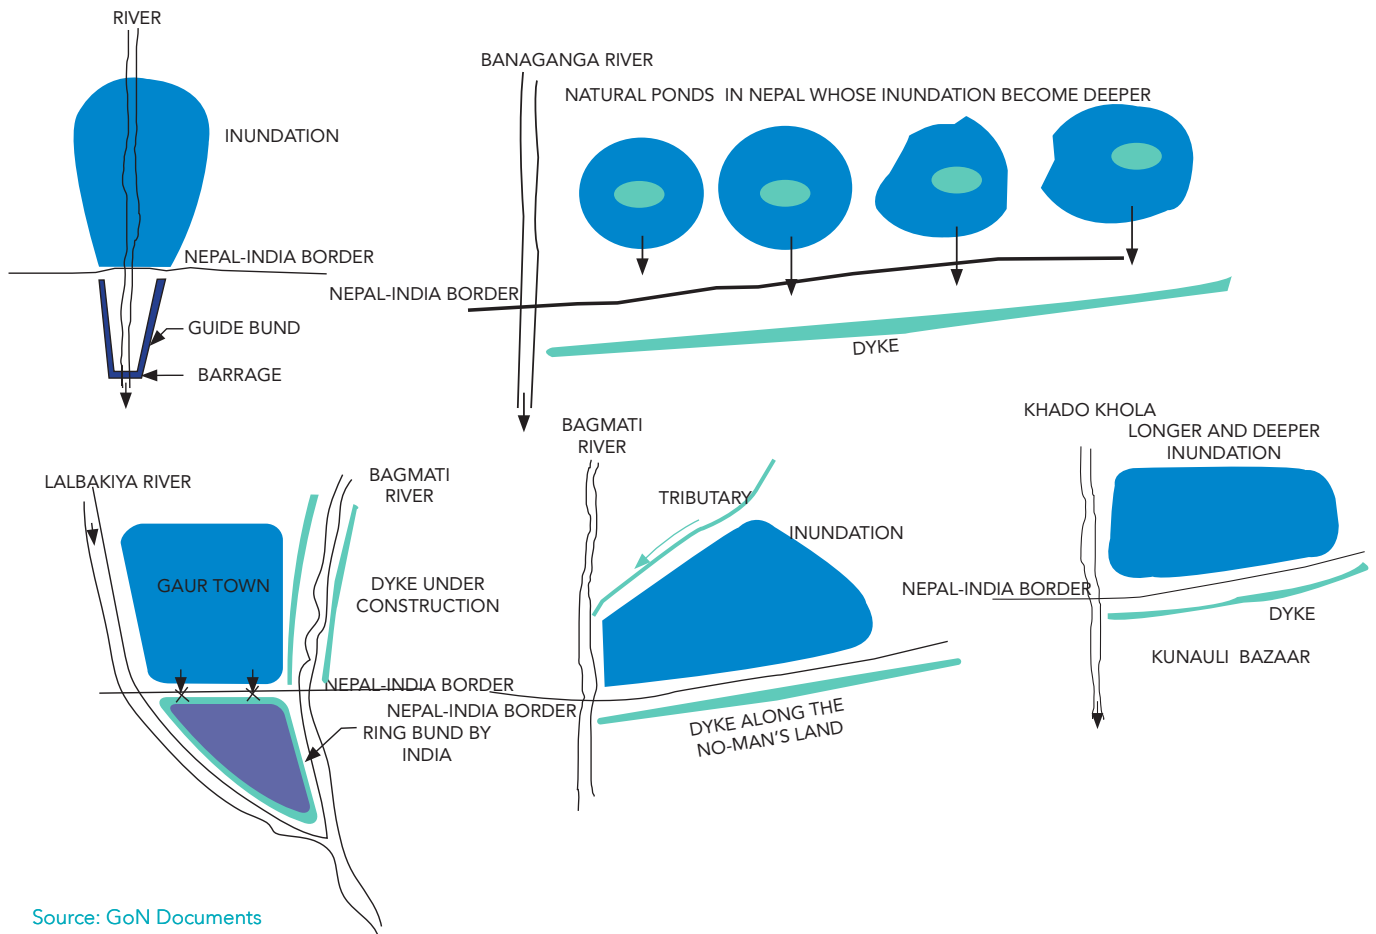 RIVER
INUNDATION
NEPAL-INDIA BORDER
GUIDE BUND
BARRAGE
BANAGANGA RIVER
NATURAL PONDS IN NEPAL WHOSE INUNDATION BECOME DEEPER
NEPAL-INDIA BORDER
DYKE
LALBAKIYA RIVER
BAGMATI
RIVER
GAUR TOWN
DYKE UNDER
CONSTRUCTION
NEPAL-INDIA BORDER
RING BUND BY
INDIA
BAGMATI
RIVER
TRIBUTARY
INUNDATION
NEPAL-INDIA BORDER
DYKE ALONG THE
NO-MAN'S LAND
KHADO KHOLA
LONGER AND DEEPER
INUNDATION
NEPAL-INDIA BORDER
DYKE
KUNAULI BAZAAR
Source: GoN Documents